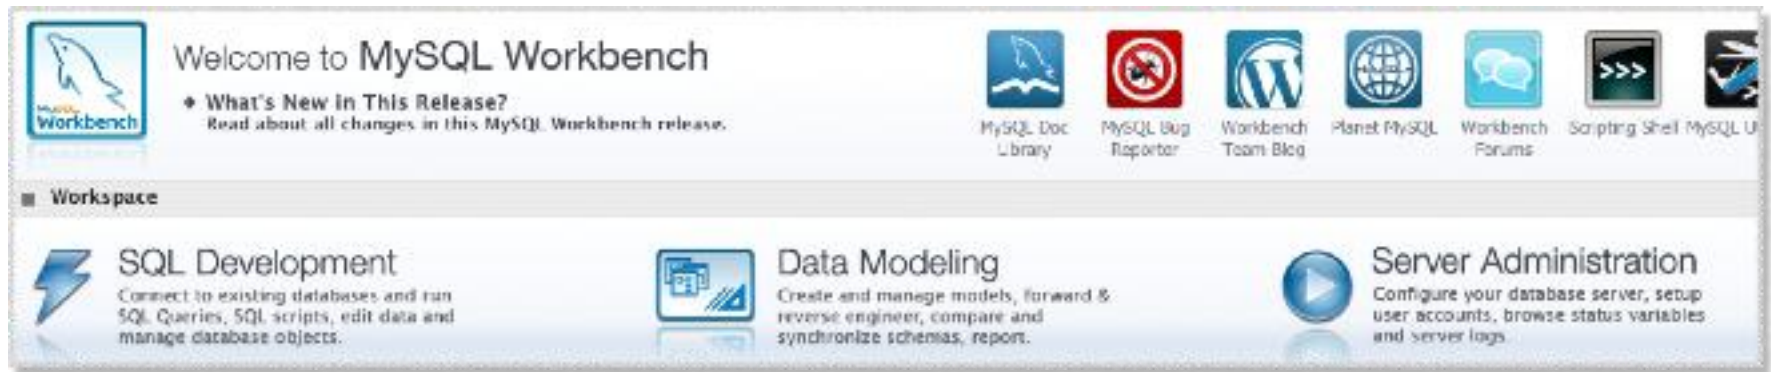 MySQL
Workbench
Welcome to MySQL Workbench
What's New in This Release?
Read about all changes in this MySQL Workbench release.
MySQL Doc
Library
MySQL Bug
Reporter
Workbench
Team Blog
Planet MySQL
Workbench
Forums
>>>
Scripting Shell
MySQL U
Workspace
SQL Development
Connect to existing databases and run
SQL Queries, SQL scripts, edit data and
manage database objects.
Data Modeling
Create and manage models, forward &
reverse engineer, compare and
synchronize schemas, report.
Server Administration
Configure your database server, setup
user accounts, browse status variables
and server logs.